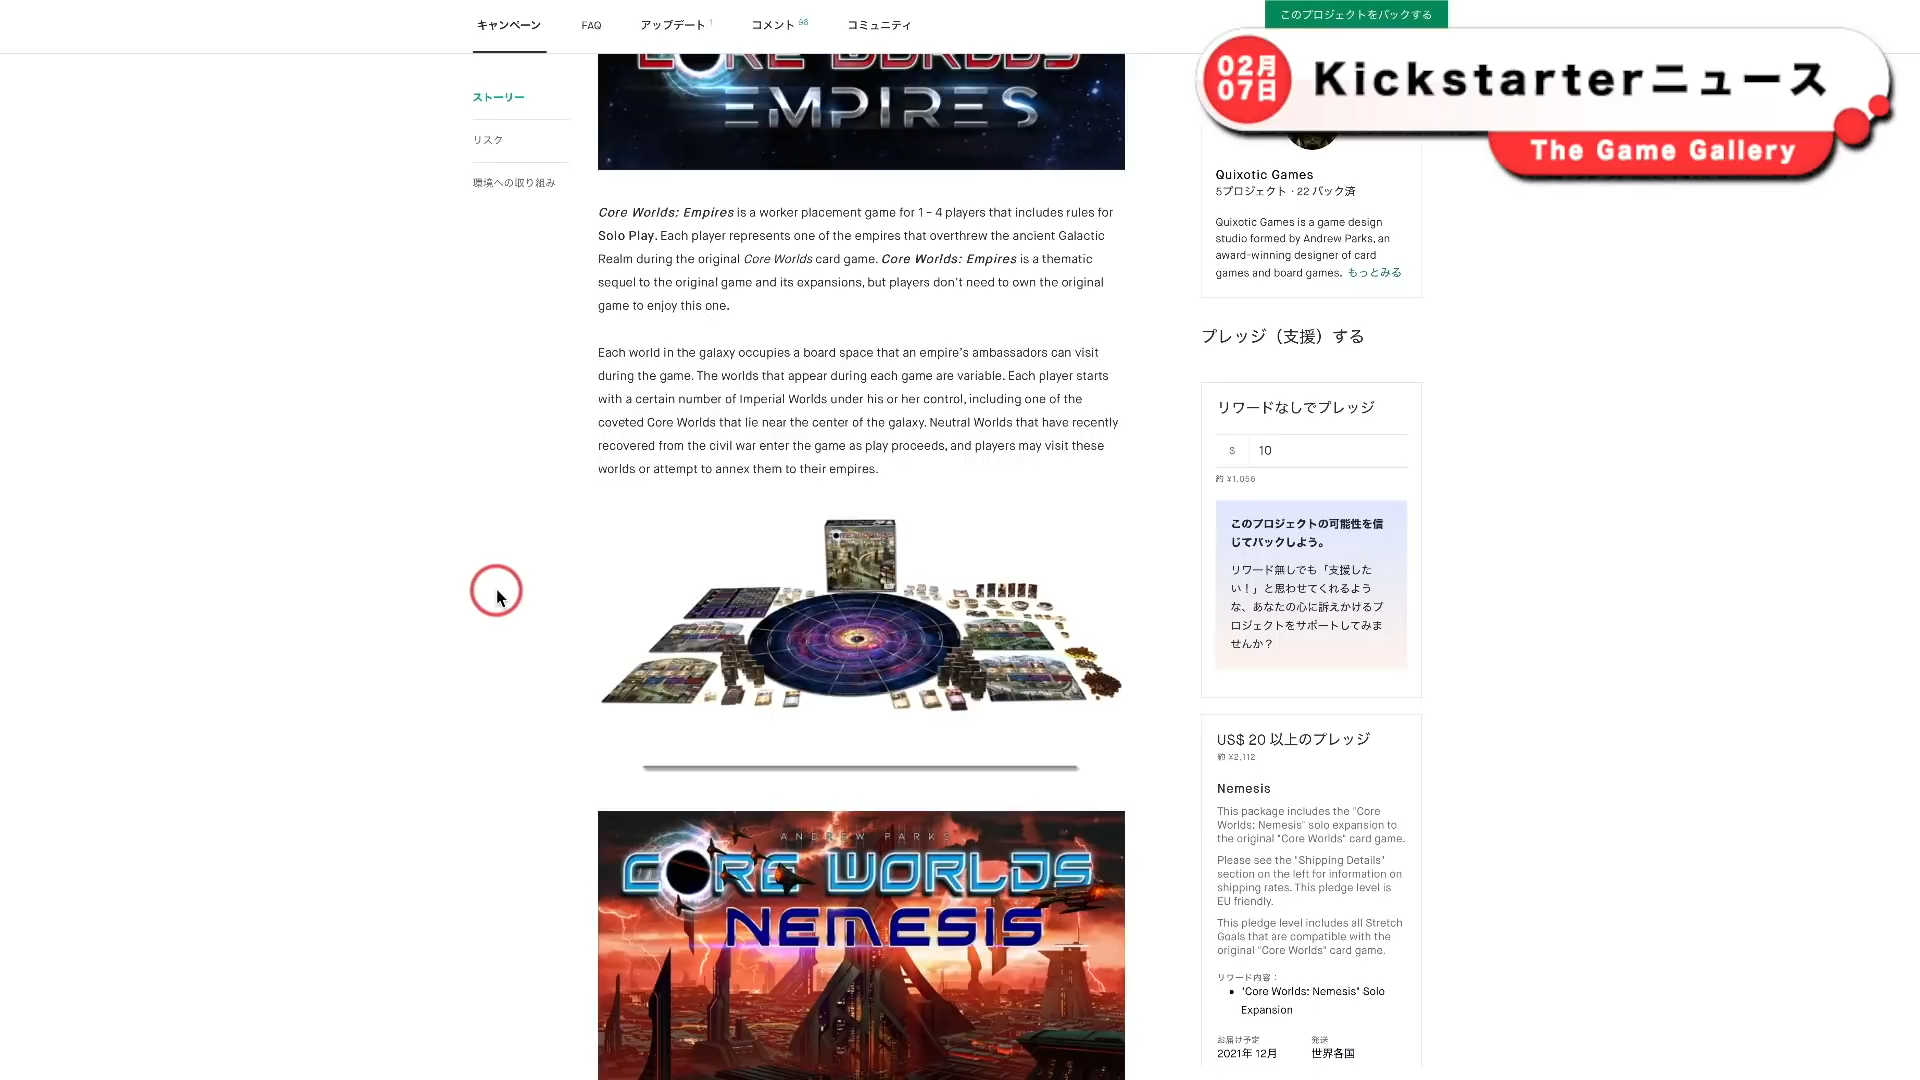 キャンペーン FAQ アップデート 1 コメント 96 コミュニティ
このプロジェクトをバックする
02月
07日
Kickstarterニュース
The Game Gallery
ストーリー
リスク
環境への取り組み
CORE WORLDS
EMPIRES
Core Worlds: Empires is a worker placement game for 1 - 4 players that includes rules for
Solo Play. Each player represents one of the empires that overthrew the ancient Galactic
Realm during the original Core Worlds card game. Core Worlds: Empires is a thematic
sequel to the original game and its expansions, but players don't need to own the original
game to enjoy this one.
Each world in the galaxy occupies a board space that an empire's ambassadors can visit
during the game. The worlds that appear during each game are variable. Each player starts
with a certain number of Imperial Worlds under his or her control, including one of the
coveted Core Worlds that lie near the center of the galaxy. Neutral Worlds that have recently
recovered from the civil war enter the game as play proceeds, and players may visit these
worlds or attempt to annex them to their empires.
CORE WORLDS
ANDREW PARKS
CORE WORLDS
NEMESIS
Quixotic Games
5プロジェクト · 22 バック済
Quixotic Games is a game design
studio formed by Andrew Parks, an
award-winning designer of card
games and board games. もっとみる
プレッジ（支援）する
リワードなしでプレッジ
$ 10
約 ¥1,056
このプロジェクトの可能性を信
じてバックしよう。
リワード無しでも「支援した
い！」と思わせてくれるよう
な、あなたの心に訴えかけるプ
ロジェクトをサポートしてみま
せんか？
US$ 20 以上のプレッジ
約 ¥2,112
Nemesis
This package includes the "Core
Worlds: Nemesis" solo expansion to
the original "Core Worlds" card game.
Please see the "Shipping Details"
section on the left for information on
shipping rates. This pledge level is
EU friendly.
This pledge level includes all Stretch
Goals that are compatible with the
original "Core Worlds" card game.
リワード内容：
• "Core Worlds: Nemesis" Solo
Expansion
お届け予定 発送
2021年 12月 世界各国